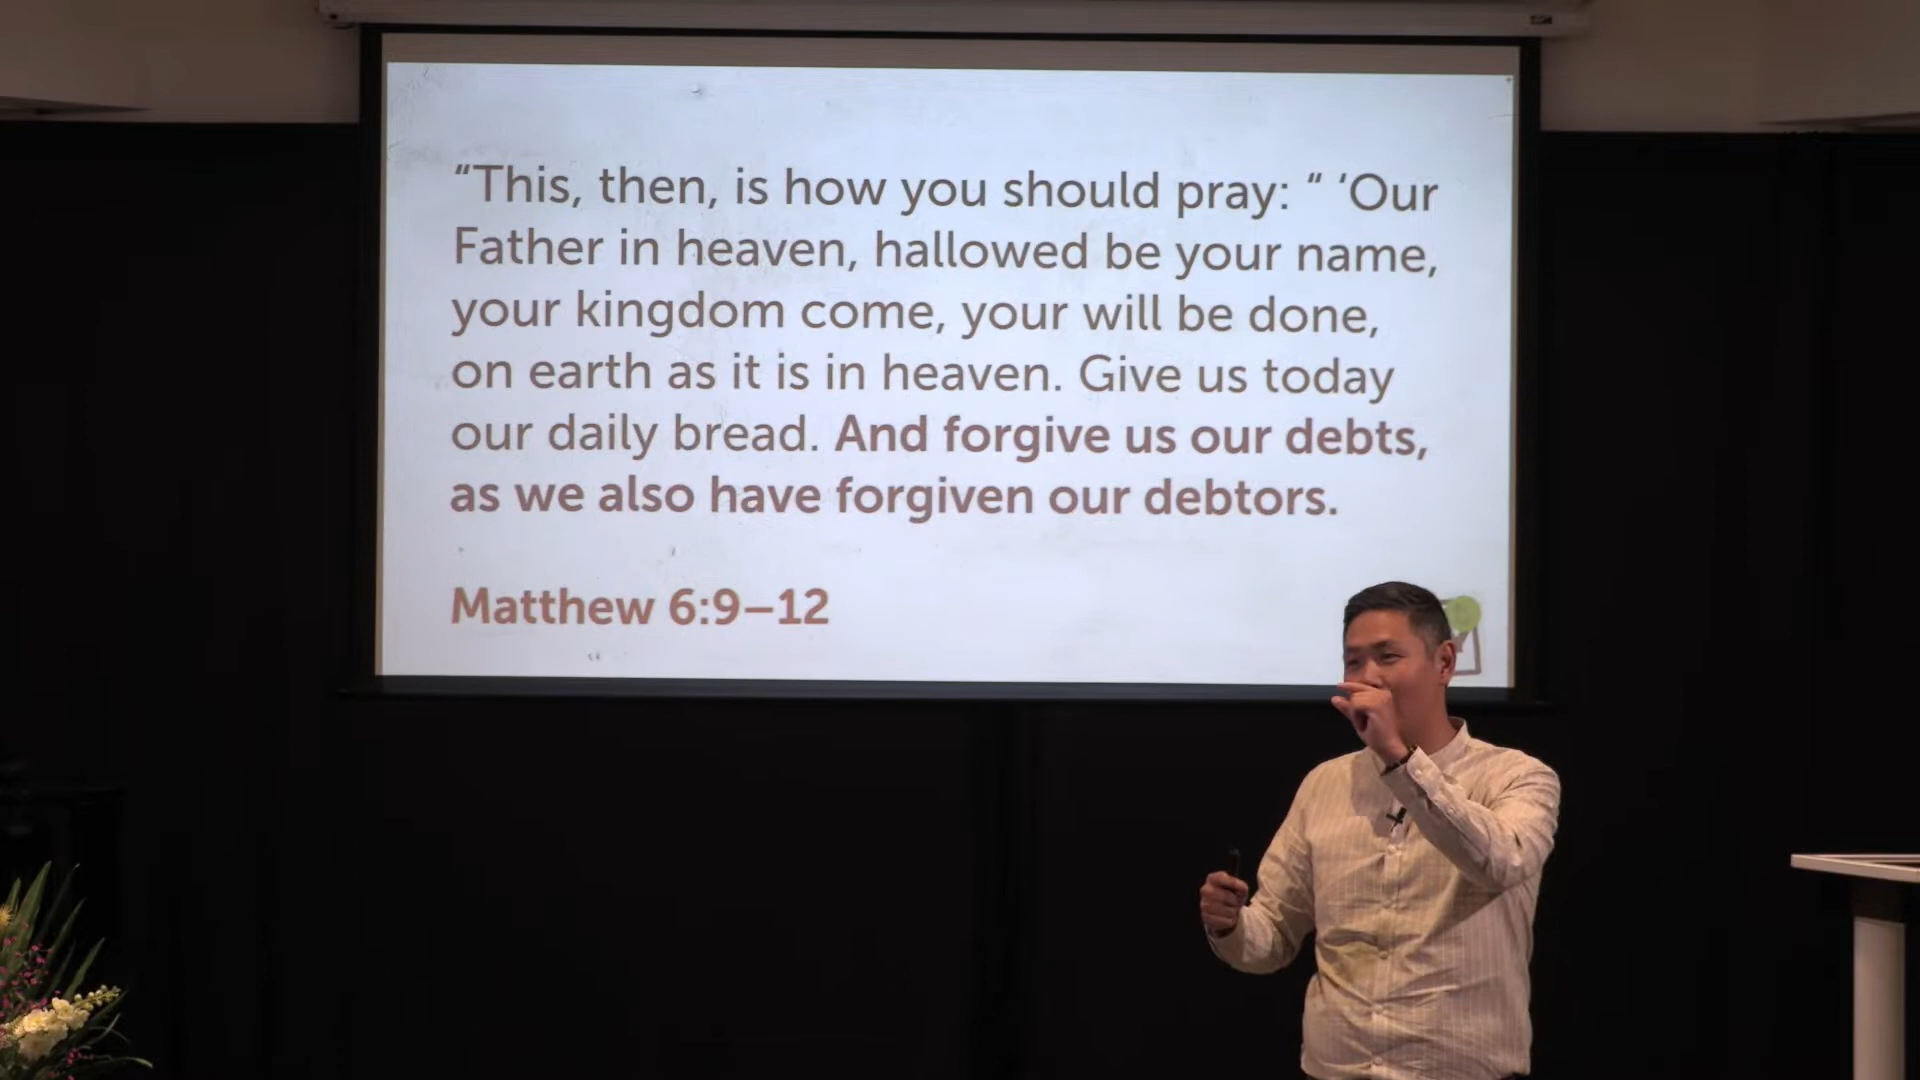 “This, then, is how you should pray: “ ‘Our
Father in heaven, hallowed be your name,
your kingdom come, your will be done,
on earth as it is in heaven. Give us today
our daily bread. And forgive us our debts,
as we also have forgiven our debtors.
Matthew 6:9–12